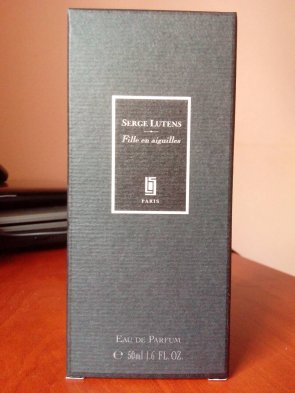 SERGE LUTENS
Fille en aiguilles
PARIS
EAU DE PARFUM
℮ 50ml 1.6 FL. OZ.